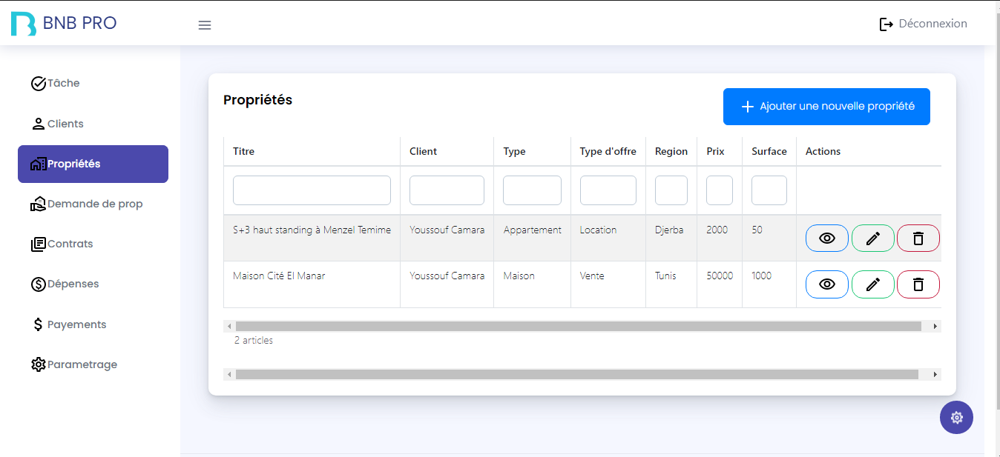 BNB PRO
Déconnexion
Tâche
Clients
Propriétés
Demande de prop
Contrats
Dépenses
Payements
Parametrage
Propriétés
Ajouter une nouvelle propriété
Titre Client Type Type d'offre Region Prix Surface Actions
S+3 haut standing à Menzel Temime Youssouf Camara Appartement Location Djerba 2000 50
Maison Cité El Manar Youssouf Camara Maison Vente Tunis 50000 1000
2 articles